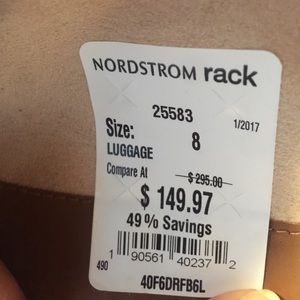 NORDSTROM rack
25583
Size: 8 1/2017
LUGGAGE
Compare At $ 295.00
$ 149.97
49% Savings
490 1 90561 40237 2
40F6DRFB6L